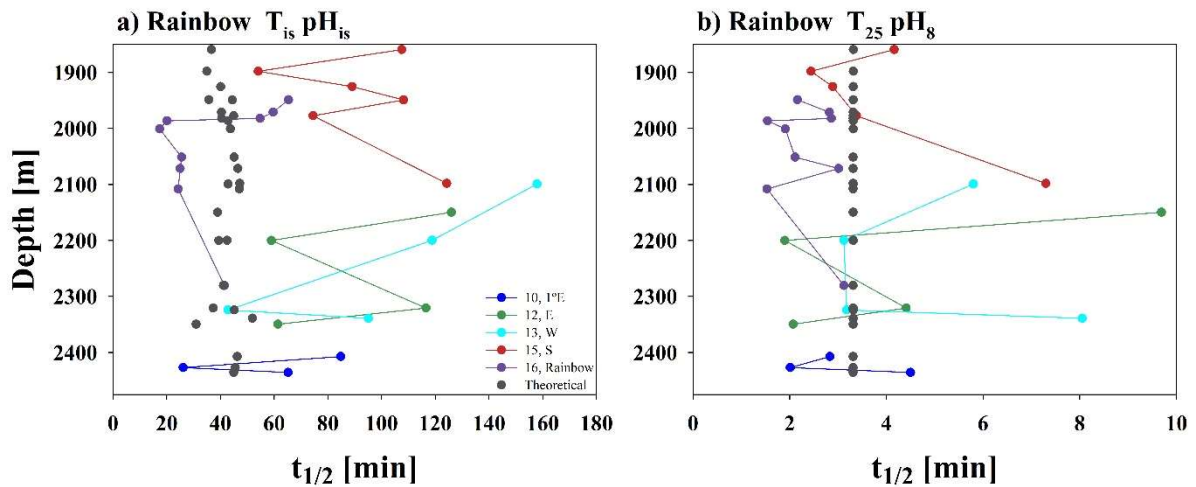 a) Rainbow T_is pH_is
b) Rainbow T_25 pH_8
Depth [m]
1900
2000
2100
2200
2300
2400
10, 1°E
12, E
13, W
15, S
16, Rainbow
Theoretical
0 20 40 60 80 100 120 140 160 180
0 2 4 6 8 10
t_1/2 [min]
t_1/2 [min]